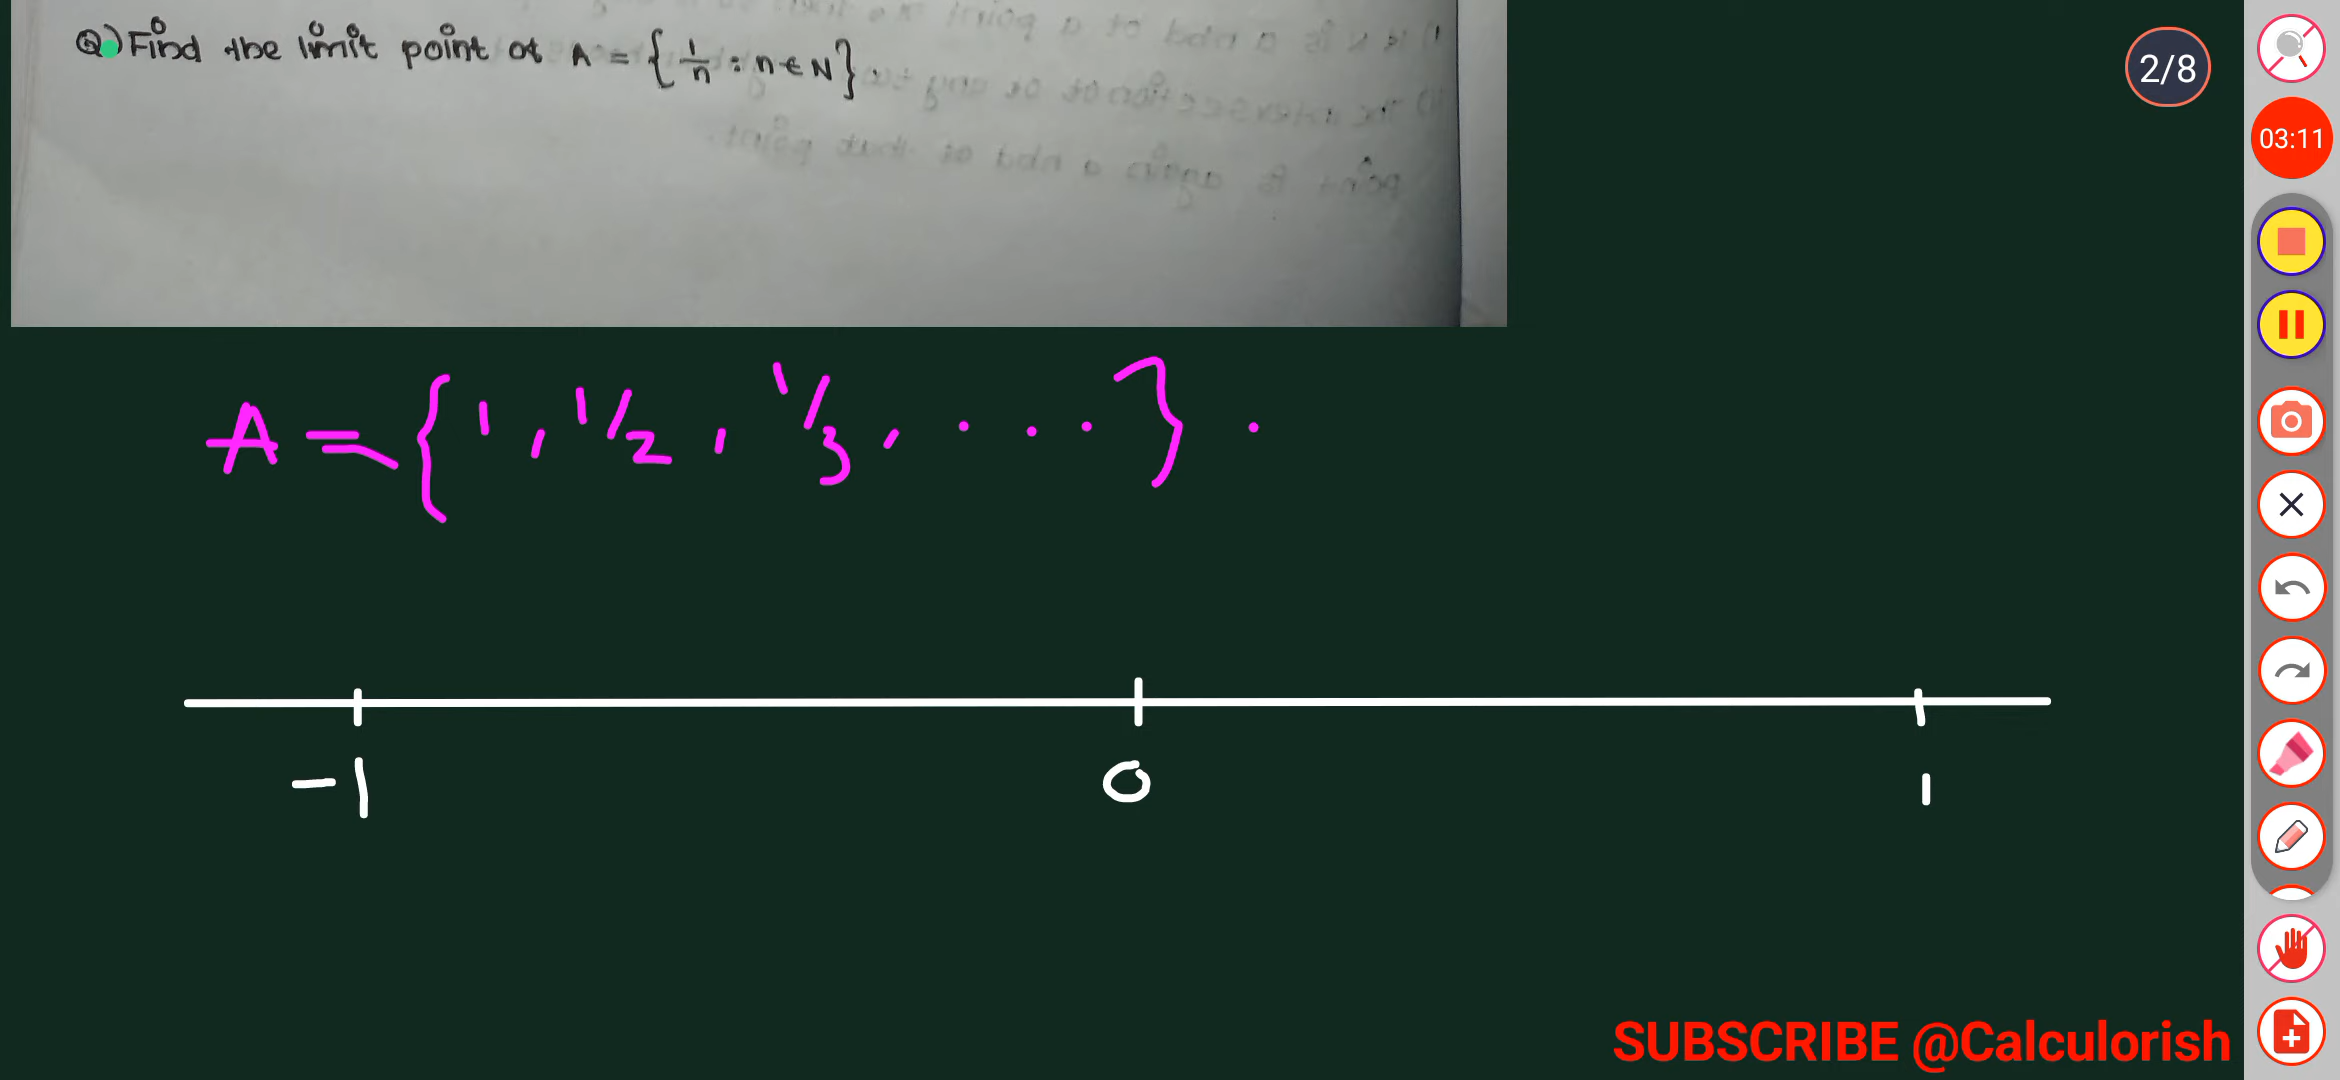 Q) Find the limit point of A = { 1/n : n ∈ N }.
2/8
03:11
A = { 1 , 1/2 , 1/3 , . . . } .
-1 0 1
SUBSCRIBE @Calculorish